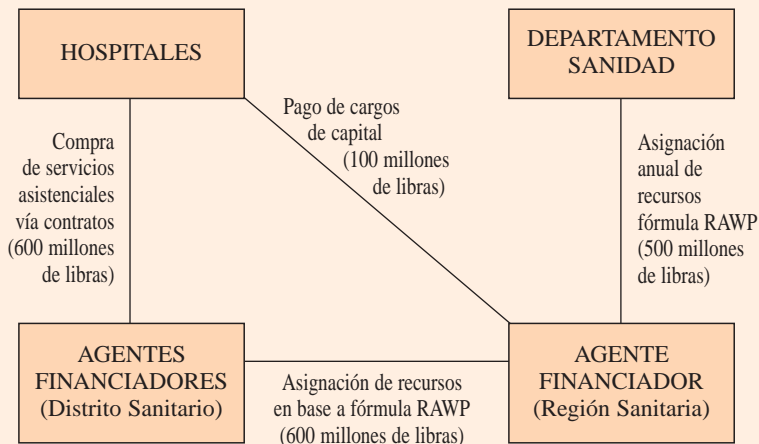 HOSPITALES
DEPARTAMENTO
SANIDAD
Pago de cargos
de capital
(100 millones
de libras)
Compra
de servicios
asistenciales
vía contratos
(600 millones
de libras)
Asignación
anual de
recursos
fórmula RAWP
(500 millones
de libras)
AGENTES
FINANCIADORES
(Distrito Sanitario)
Asignación de recursos
en base a fórmula RAWP
(600 millones de libras)
AGENTE
FINANCIADOR
(Región Sanitaria)